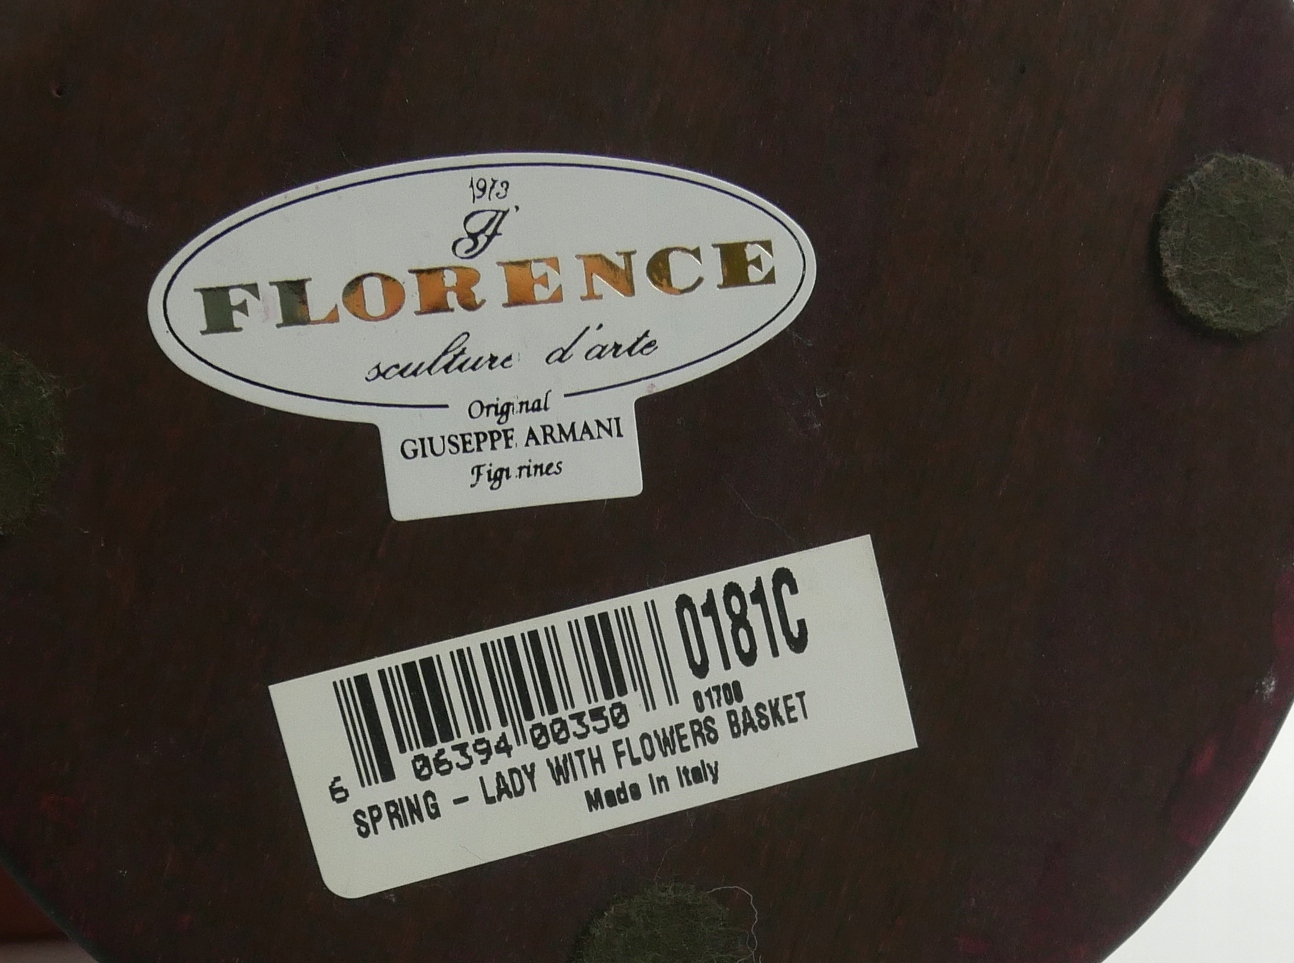 1973
FLORENCE
sculture d'arte
Original
GIUSEPPE ARMANI
Figurines
0181C
6 06394 00350
01700
SPRING - LADY WITH FLOWERS BASKET
Made in Italy